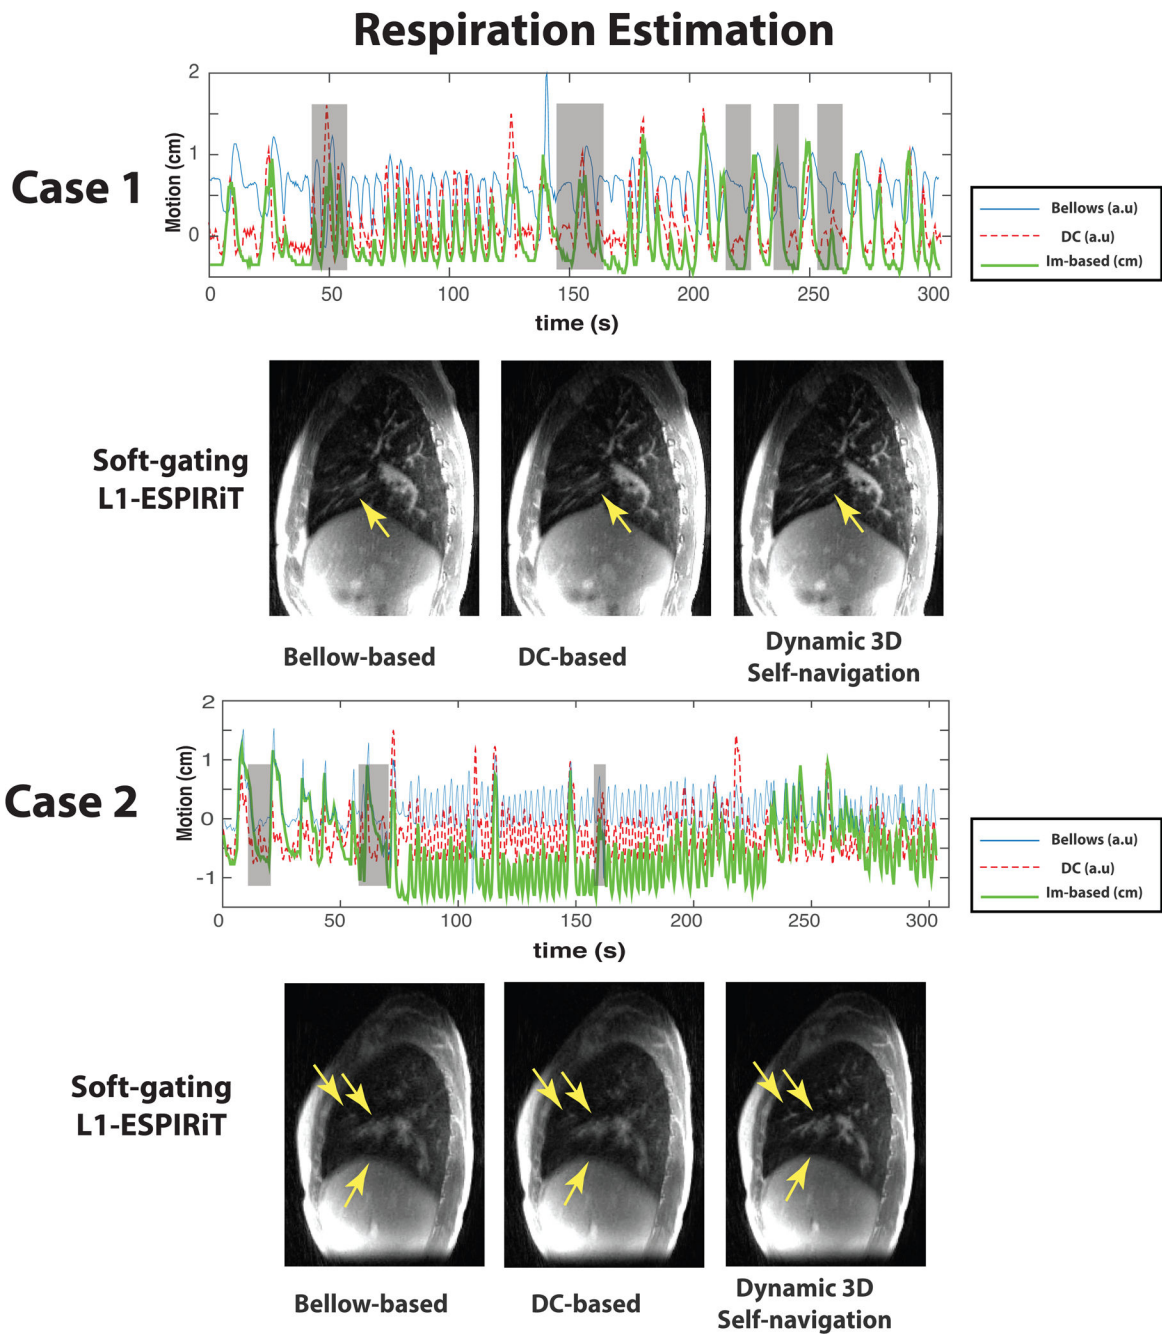 Respiration Estimation
Case 1
Motion (cm)
2
1
0
0 50 100 150 200 250 300
time (s)
Bellows (a.u)
DC (a.u)
Im-based (cm)
Soft-gating
L1-ESPIRiT
Bellow-based
DC-based
Dynamic 3D
Self-navigation
Case 2
Motion (cm)
2
1
0
-1
0 50 100 150 200 250 300
time (s)
Bellows (a.u)
DC (a.u)
Im-based (cm)
Soft-gating
L1-ESPIRiT
Bellow-based
DC-based
Dynamic 3D
Self-navigation